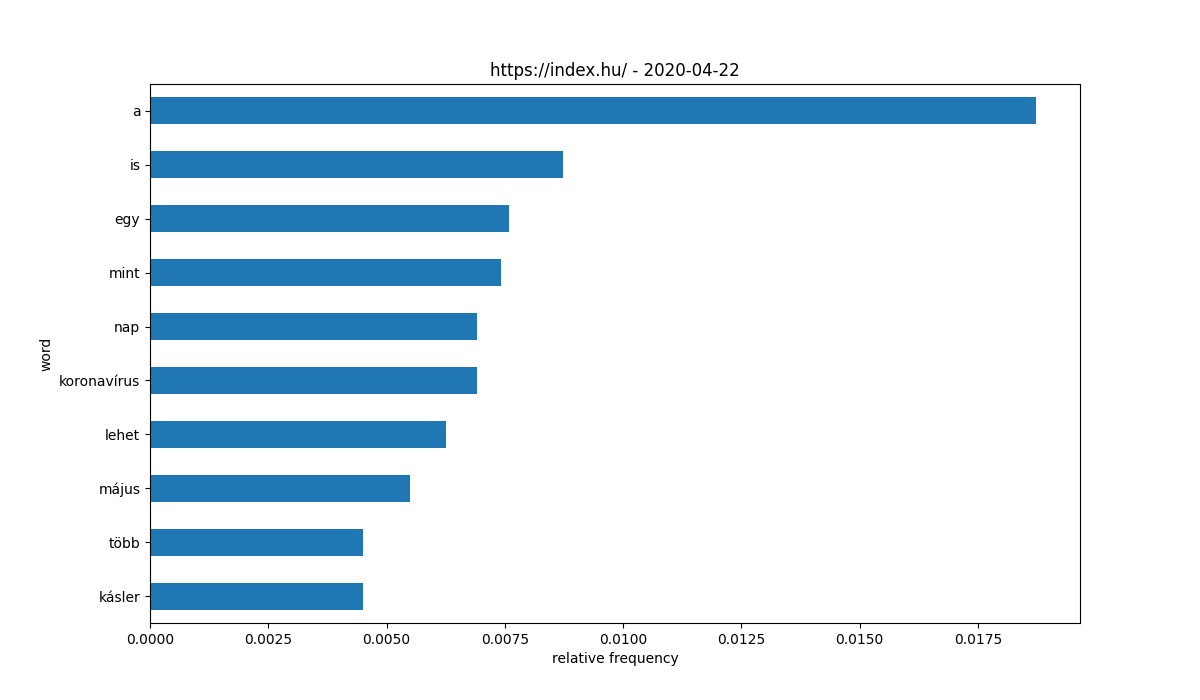 https://index.hu/ - 2020-04-22
a
is
egy
mint
nap
koronavírus
lehet
május
több
kásler
word
0.0000 0.0025 0.0050 0.0075 0.0100 0.0125 0.0150 0.0175
relative frequency